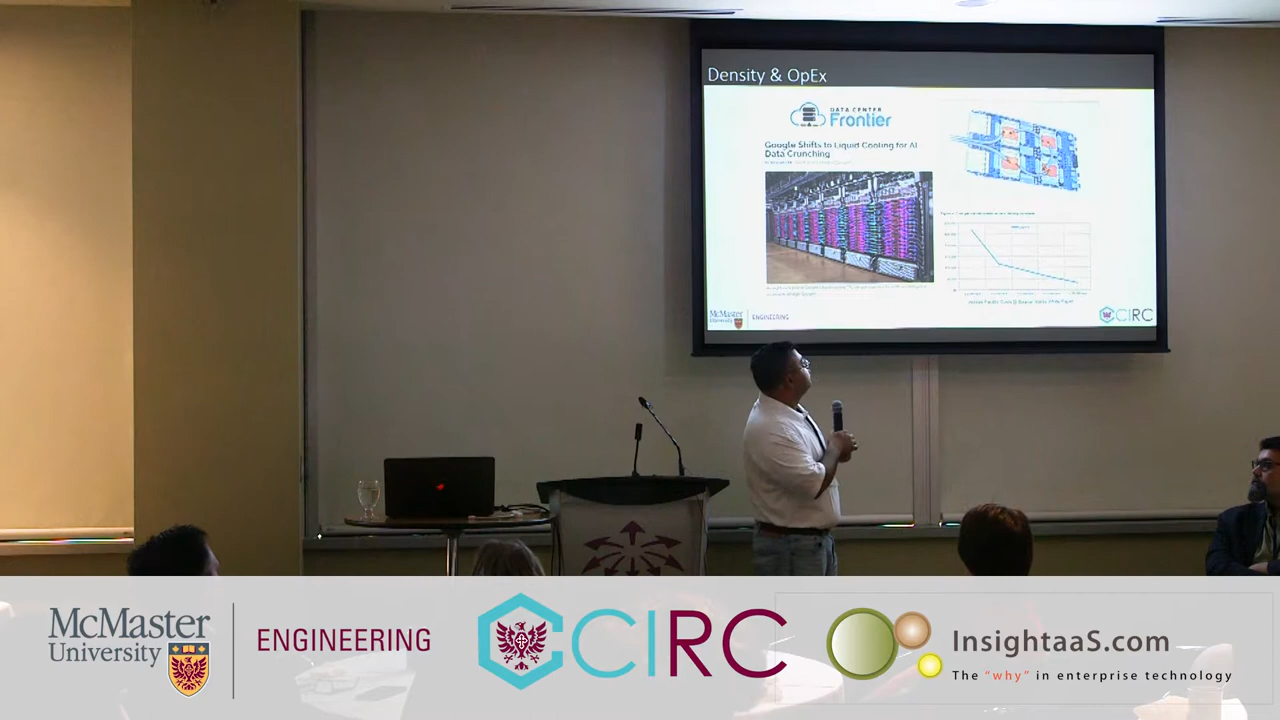 Density & OpEx
DATA CENTER
Frontier
Google Shifts to Liquid Cooling for AI
Data Crunching
McMaster
University
ENGINEERING
CIRC
McMaster
University
ENGINEERING
CIRC
InsightaaS.com
The “why” in enterprise technology